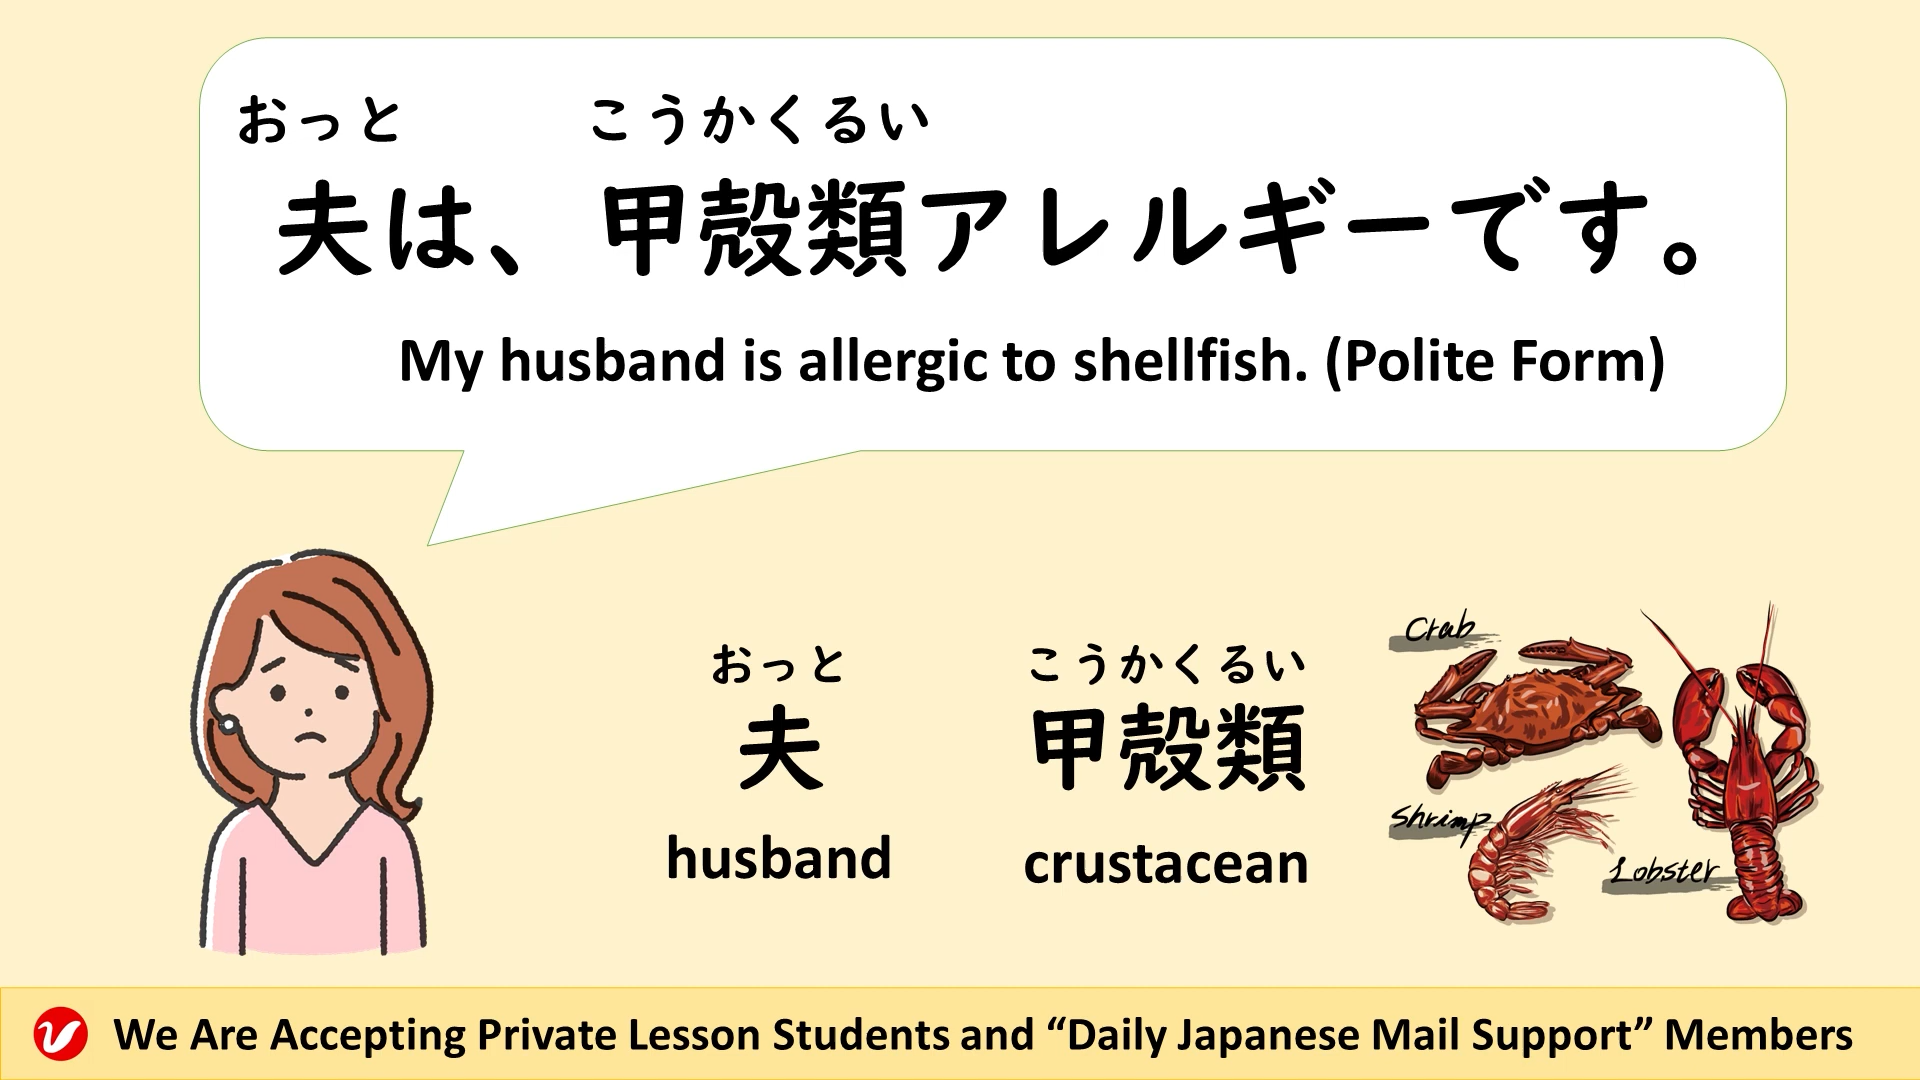 おっと こうかくるい
夫は、甲殻類アレルギーです。
My husband is allergic to shellfish. (Polite Form)
おっと こうかくるい
夫 甲殻類
husband crustacean
Crab
Shrimp
Lobster
We Are Accepting Private Lesson Students and “Daily Japanese Mail Support” Members